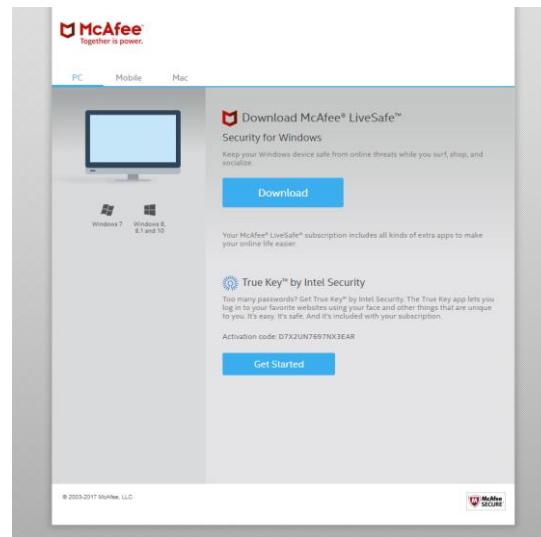 McAfee™
Together is power.
PC Mobile Mac
Download McAfee® LiveSafe™
Security for Windows
Keep your Windows device safe from online threats while you surf, shop, and
socialize.
Download
Windows 7
Windows 8,
8.1 and 10
Your McAfee® LiveSafe™ subscription includes all kinds of extra apps to make
your online life easier.
True Key™ by Intel Security
Too many passwords? Get True Key™ by Intel Security. The True Key app lets you
log in to your favorite websites using your face and other things that are unique
to you. It's easy. It's safe. And it's included with your subscription.
Activation code: D7X2UN7697NX3EAR
Get Started
© 2003-2017 McAfee, LLC
McAfee
SECURE